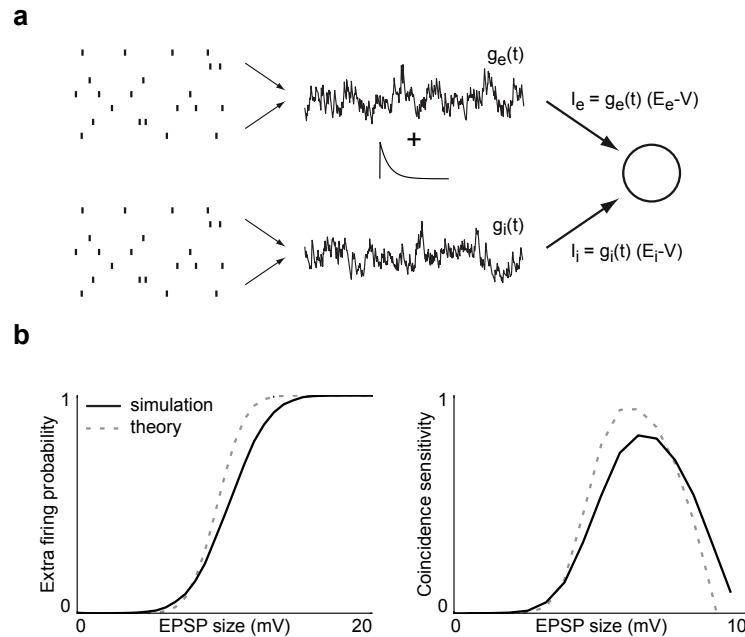 a
g_e(t)
I_e = g_e(t) (E_e-V)
+
g_i(t)
I_i = g_i(t) (E_i-V)
b
1
simulation
theory
Extra firing probability
0
0
EPSP size (mV)
20
1
Coincidence sensitivity
0
0
EPSP size (mV)
10